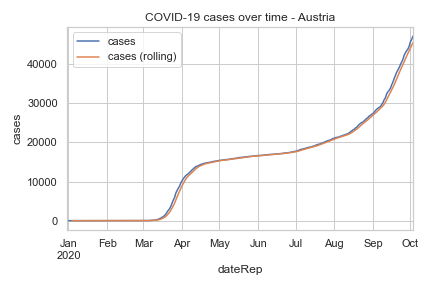 COVID-19 cases over time - Austria
cases
cases (rolling)
40000
30000
20000
10000
0
cases
Jan Feb Mar Apr May Jun Jul Aug Sep Oct
2020
dateRep